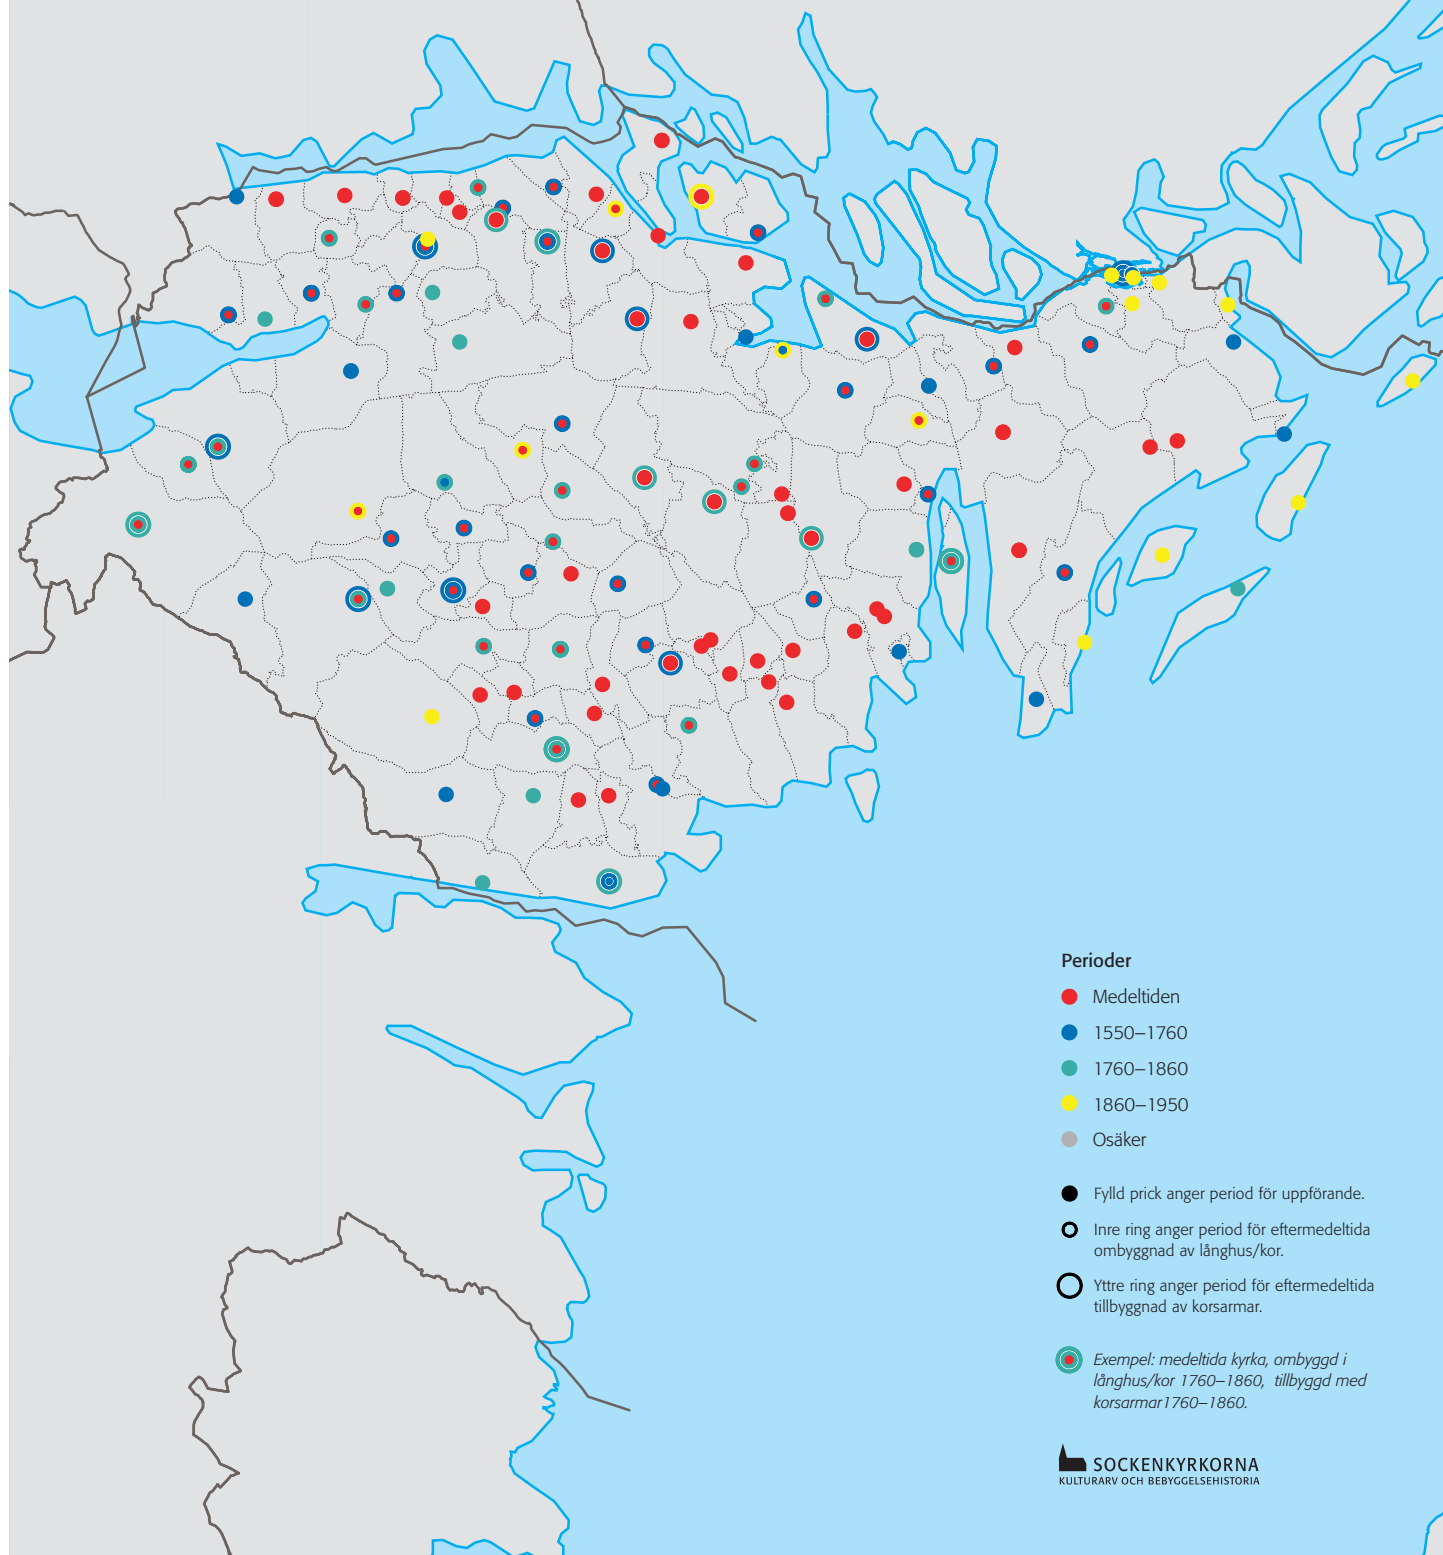 Perioder
Medeltiden
1550–1760
1760–1860
1860–1950
Osäker
Fylld prick anger period för uppförande.
Inre ring anger period för eftermedeltida
ombyggnad av långhus/kor.
Yttre ring anger period för eftermedeltida
tillbyggnad av korsarmar.
Exempel: medeltida kyrka, ombyggd i
långhus/kor 1760–1860, tillbyggd med
korsarmar1760–1860.
SOCKENKYRKORNA
KULTURARV OCH BEBYGGELSEHISTORIA